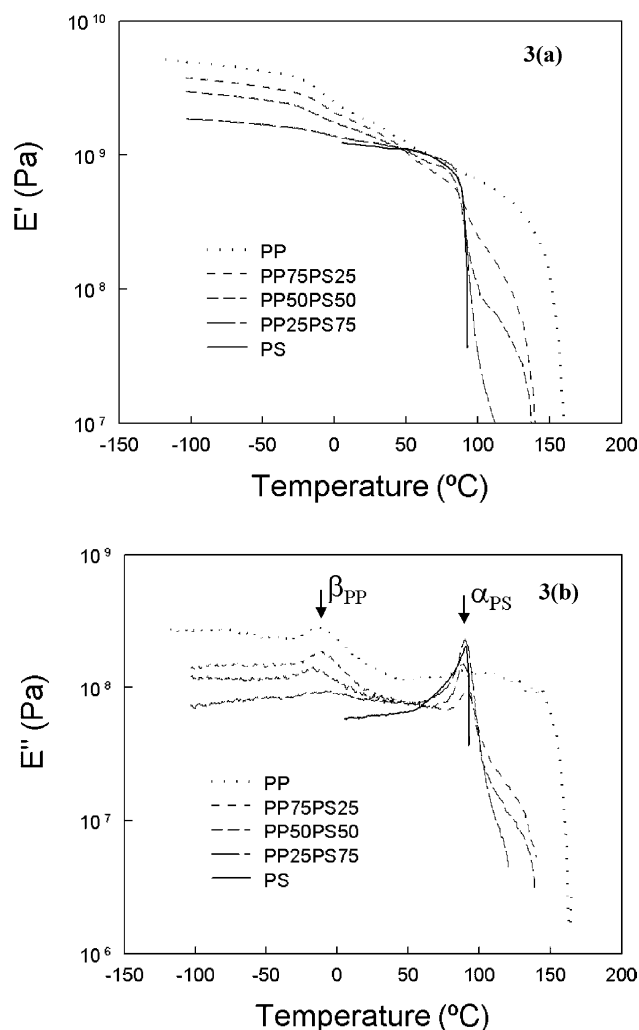 3(a)
10^10
10^9
10^8
10^7
E' (Pa)
PP
PP75PS25
PP50PS50
PP25PS75
PS
-150 -100 -50 0 50 100 150 200
Temperature (ºC)
3(b)
β_PP
α_PS
10^9
10^8
10^7
10^6
E" (Pa)
PP
PP75PS25
PP50PS50
PP25PS75
PS
-150 -100 -50 0 50 100 150 200
Temperature (ºC)